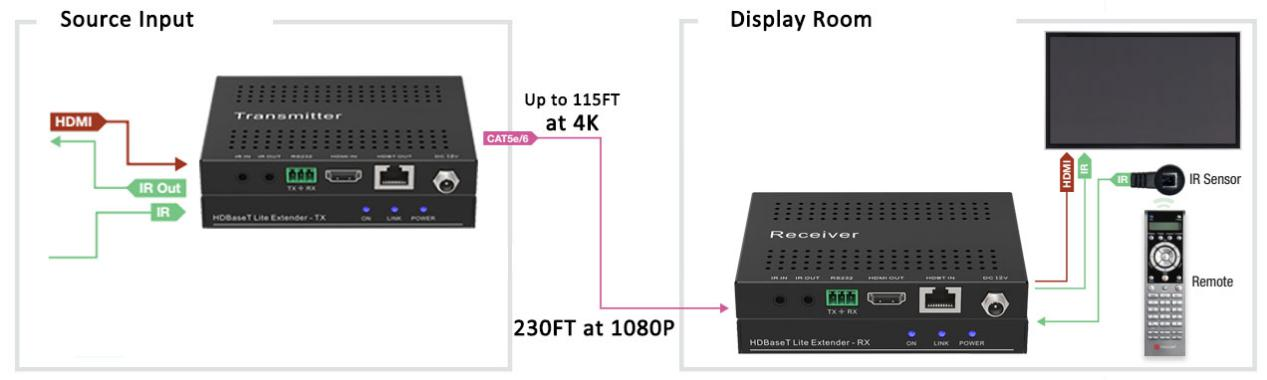 Source Input
Display Room
HDMI
IR Out
IR
Transmitter
IR IN IR OUT RS232 HDMI IN HDBT OUT DC 12V
TX + RX
HDBaseT Lite Extender - TX
ON LINK POWER
CAT5e/6
Up to 115FT
at 4K
230FT at 1080P
Receiver
IR IN IR OUT RS232 HDMI OUT HDBT IN DC 12V
TX + RX
HDBaseT Lite Extender - RX
ON LINK POWER
HDMI
IR
IR
IR Sensor
Remote